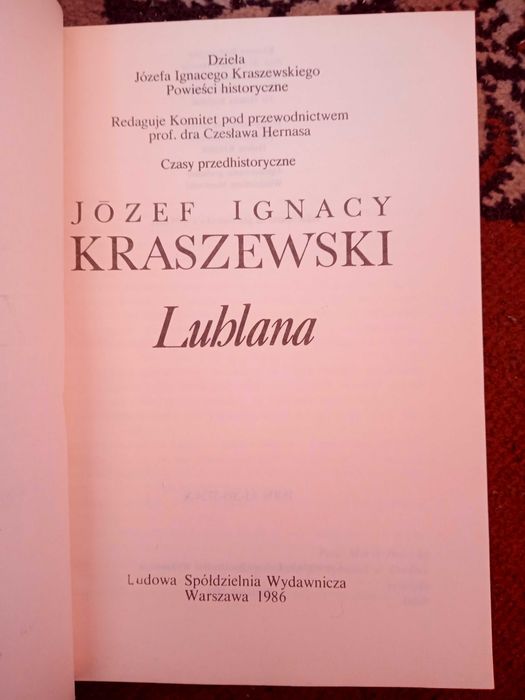 Dzieła
Józefa Ignacego Kraszewskiego
Powieści historyczne
Redaguje Komitet pod przewodnictwem
prof. dra Czesława Hernasa
Czasy przedhistoryczne
JÓZEF IGNACY
KRASZEWSKI
Lublana
Ludowa Spółdzielnia Wydawnicza
Warszawa 1986